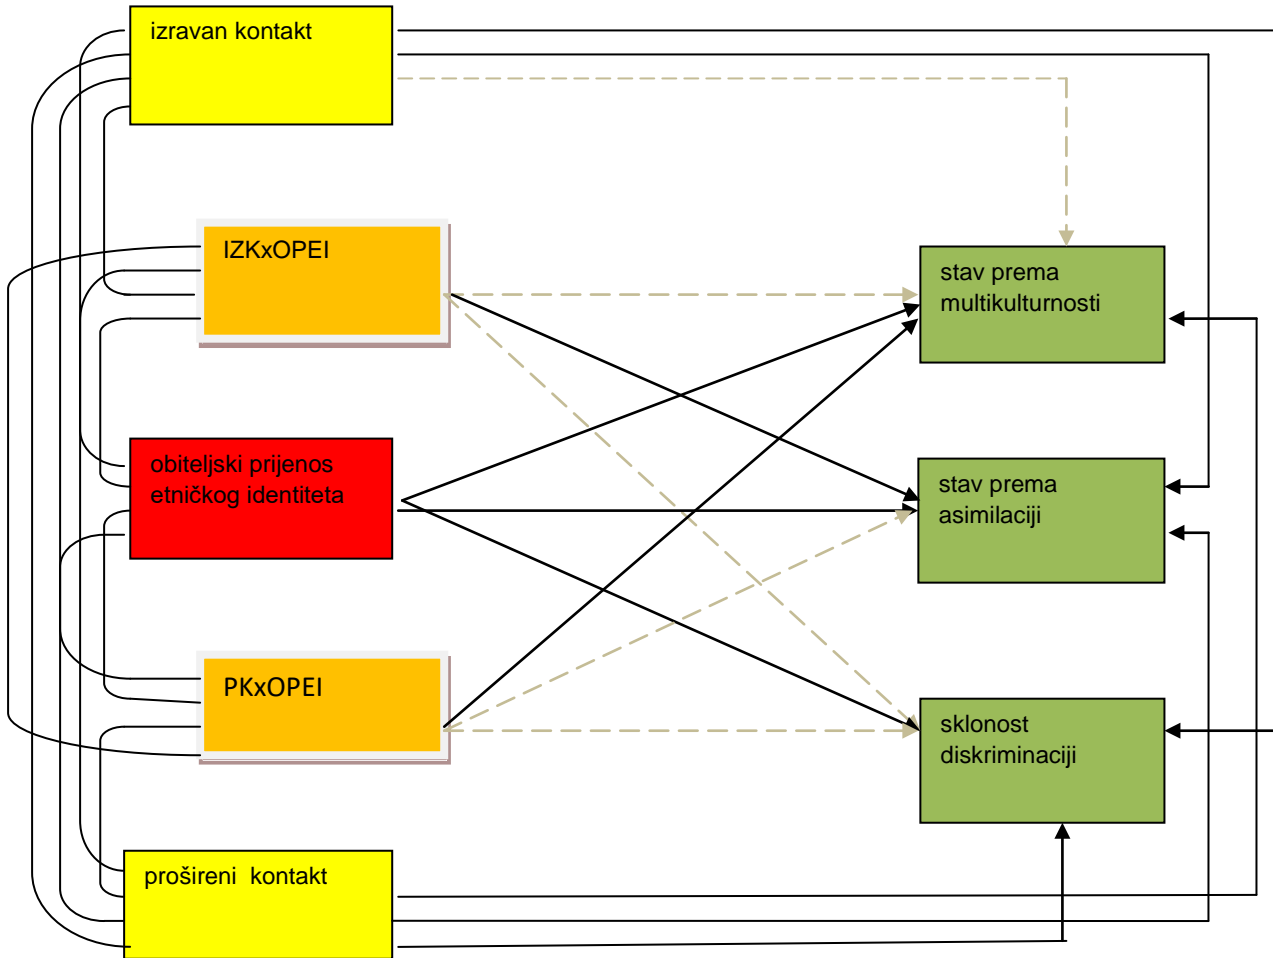 izravan kontakt
IZKxOPEI
stav prema
multikulturnosti
obiteljski prijenos
etničkog identiteta
stav prema
asimilaciji
PKxOPEI
sklonost
diskriminaciji
prošireni kontakt